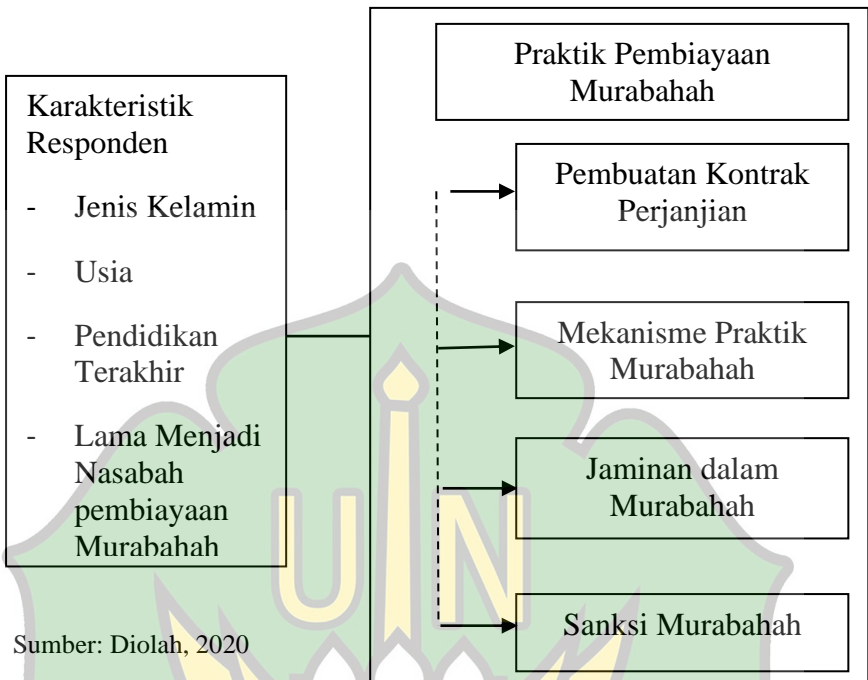 Karakteristik
Responden
- Jenis Kelamin
- Usia
- Pendidikan
Terakhir
- Lama Menjadi
Nasabah
pembiayaan
Murabahah
Praktik Pembiayaan
Murabahah
Pembuatan Kontrak
Perjanjian
Mekanisme Praktik
Murabahah
Jaminan dalam
Murabahah
Sanksi Murabahah
Sumber: Diolah, 2020
UIN